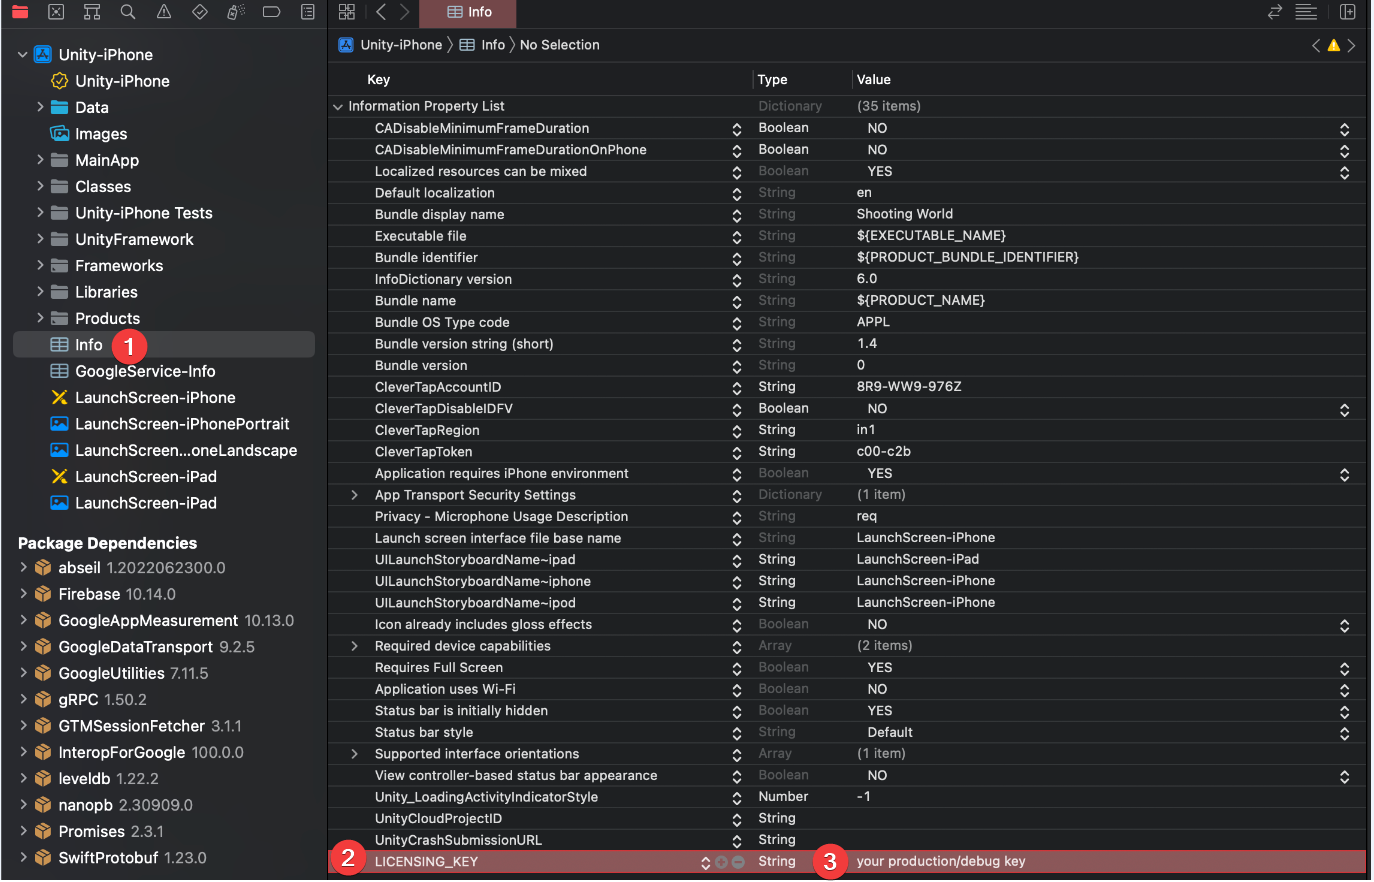 Info
Unity-iPhone
Unity-iPhone
Data
Images
MainApp
Classes
Unity-iPhone Tests
UnityFramework
Frameworks
Libraries
Products
Info 1
GoogleService-Info
LaunchScreen-iPhone
LaunchScreen-iPhonePortrait
LaunchScreen...oneLandscape
LaunchScreen-iPad
LaunchScreen-iPad
Package Dependencies
abseil 1.2022062300.0
Firebase 10.14.0
GoogleAppMeasurement 10.13.0
GoogleDataTransport 9.2.5
GoogleUtilities 7.11.5
gRPC 1.50.2
GTMSessionFetcher 3.1.1
InteropForGoogle 100.0.0
leveldb 1.22.2
nanopb 2.30909.0
Promises 2.3.1
SwiftProtobuf 1.23.0
Unity-iPhone Info No Selection
Key Type Value
Information Property List Dictionary (35 items)
CADisableMinimumFrameDuration Boolean NO
CADisableMinimumFrameDurationOnPhone Boolean NO
Localized resources can be mixed Boolean YES
Default localization String en
Bundle display name String Shooting World
Executable file String ${EXECUTABLE_NAME}
Bundle identifier String ${PRODUCT_BUNDLE_IDENTIFIER}
InfoDictionary version String 6.0
Bundle name String ${PRODUCT_NAME}
Bundle OS Type code String APPL
Bundle version string (short) String 1.4
Bundle version String 0
CleverTapAccountID String 8R9-WW9-976Z
CleverTapDisableIDFV Boolean NO
CleverTapRegion String in1
CleverTapToken String c00-c2b
Application requires iPhone environment Boolean YES
App Transport Security Settings Dictionary (1 item)
Privacy - Microphone Usage Description String req
Launch screen interface file base name String LaunchScreen-iPhone
UILaunchStoryboardName~ipad String LaunchScreen-iPad
UILaunchStoryboardName~iphone String LaunchScreen-iPhone
UILaunchStoryboardName~ipod String LaunchScreen-iPhone
Icon already includes gloss effects Boolean NO
Required device capabilities Array (2 items)
Requires Full Screen Boolean YES
Application uses Wi-Fi Boolean NO
Status bar is initially hidden Boolean YES
Status bar style String Default
Supported interface orientations Array (1 item)
View controller-based status bar appearance Boolean NO
Unity_LoadingActivityIndicatorStyle Number -1
UnityCloudProjectID String
UnityCrashSubmissionURL String
2 LICENSING_KEY String 3 your production/debug key